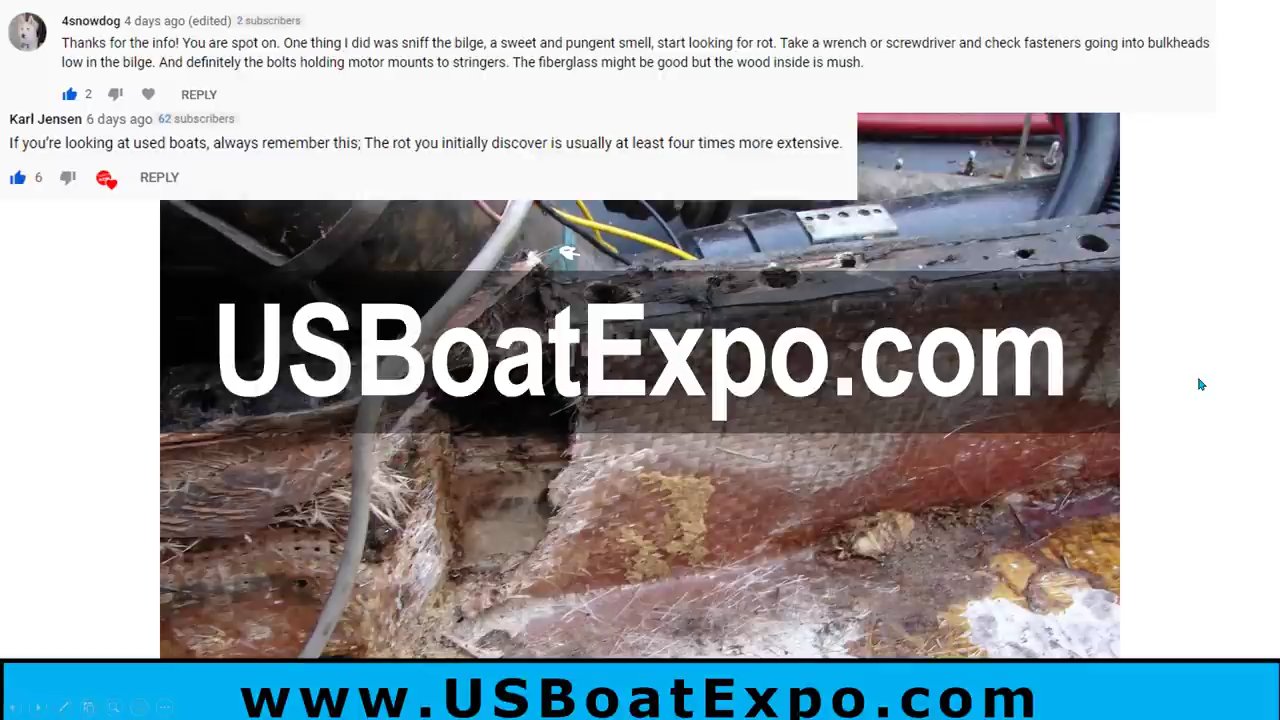 4snowdog 4 days ago (edited) 2 subscribers
Thanks for the info! You are spot on. One thing I did was sniff the bilge, a sweet and pungent smell, start looking for rot. Take a wrench or screwdriver and check fasteners going into bulkheads
low in the bilge. And definitely the bolts holding motor mounts to stringers. The fiberglass might be good but the wood inside is mush.
2 REPLY
Karl Jensen 6 days ago 62 subscribers
If you're looking at used boats, always remember this; The rot you initially discover is usually at least four times more extensive.
6 REPLY
USBoatExpo.com
www.USBoatExpo.com